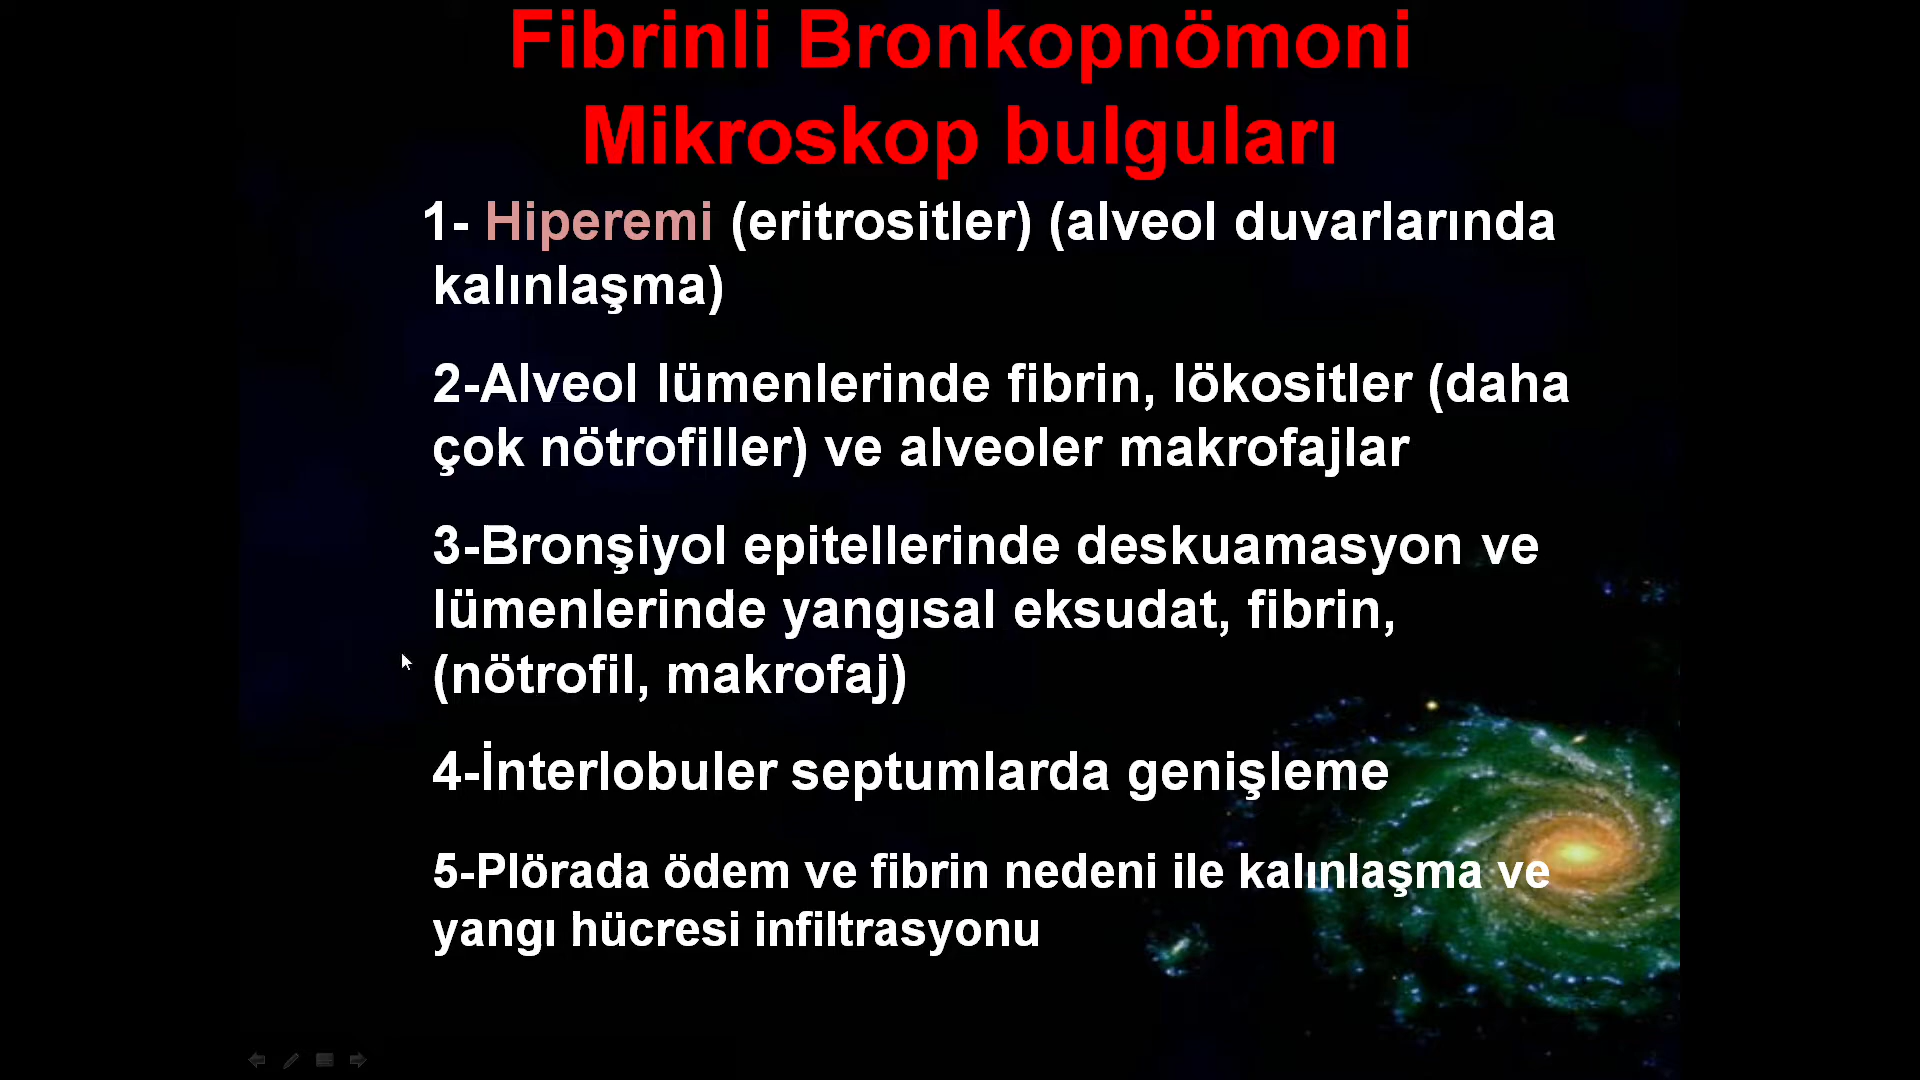 Fibrinli Bronkopnömoni
Mikroskop bulguları
1- Hiperemi (eritrositler) (alveol duvarlarında
kalınlaşma)
2-Alveol lümenlerinde fibrin, lökositler (daha
çok nötrofiller) ve alveoler makrofajlar
3-Bronşiyol epitellerinde deskuamasyon ve
lümenlerinde yangısal eksudat, fibrin,
(nötrofil, makrofaj)
4-İnterlobuler septumlarda genişleme
5-Plörada ödem ve fibrin nedeni ile kalınlaşma ve
yangı hücresi infiltrasyonu